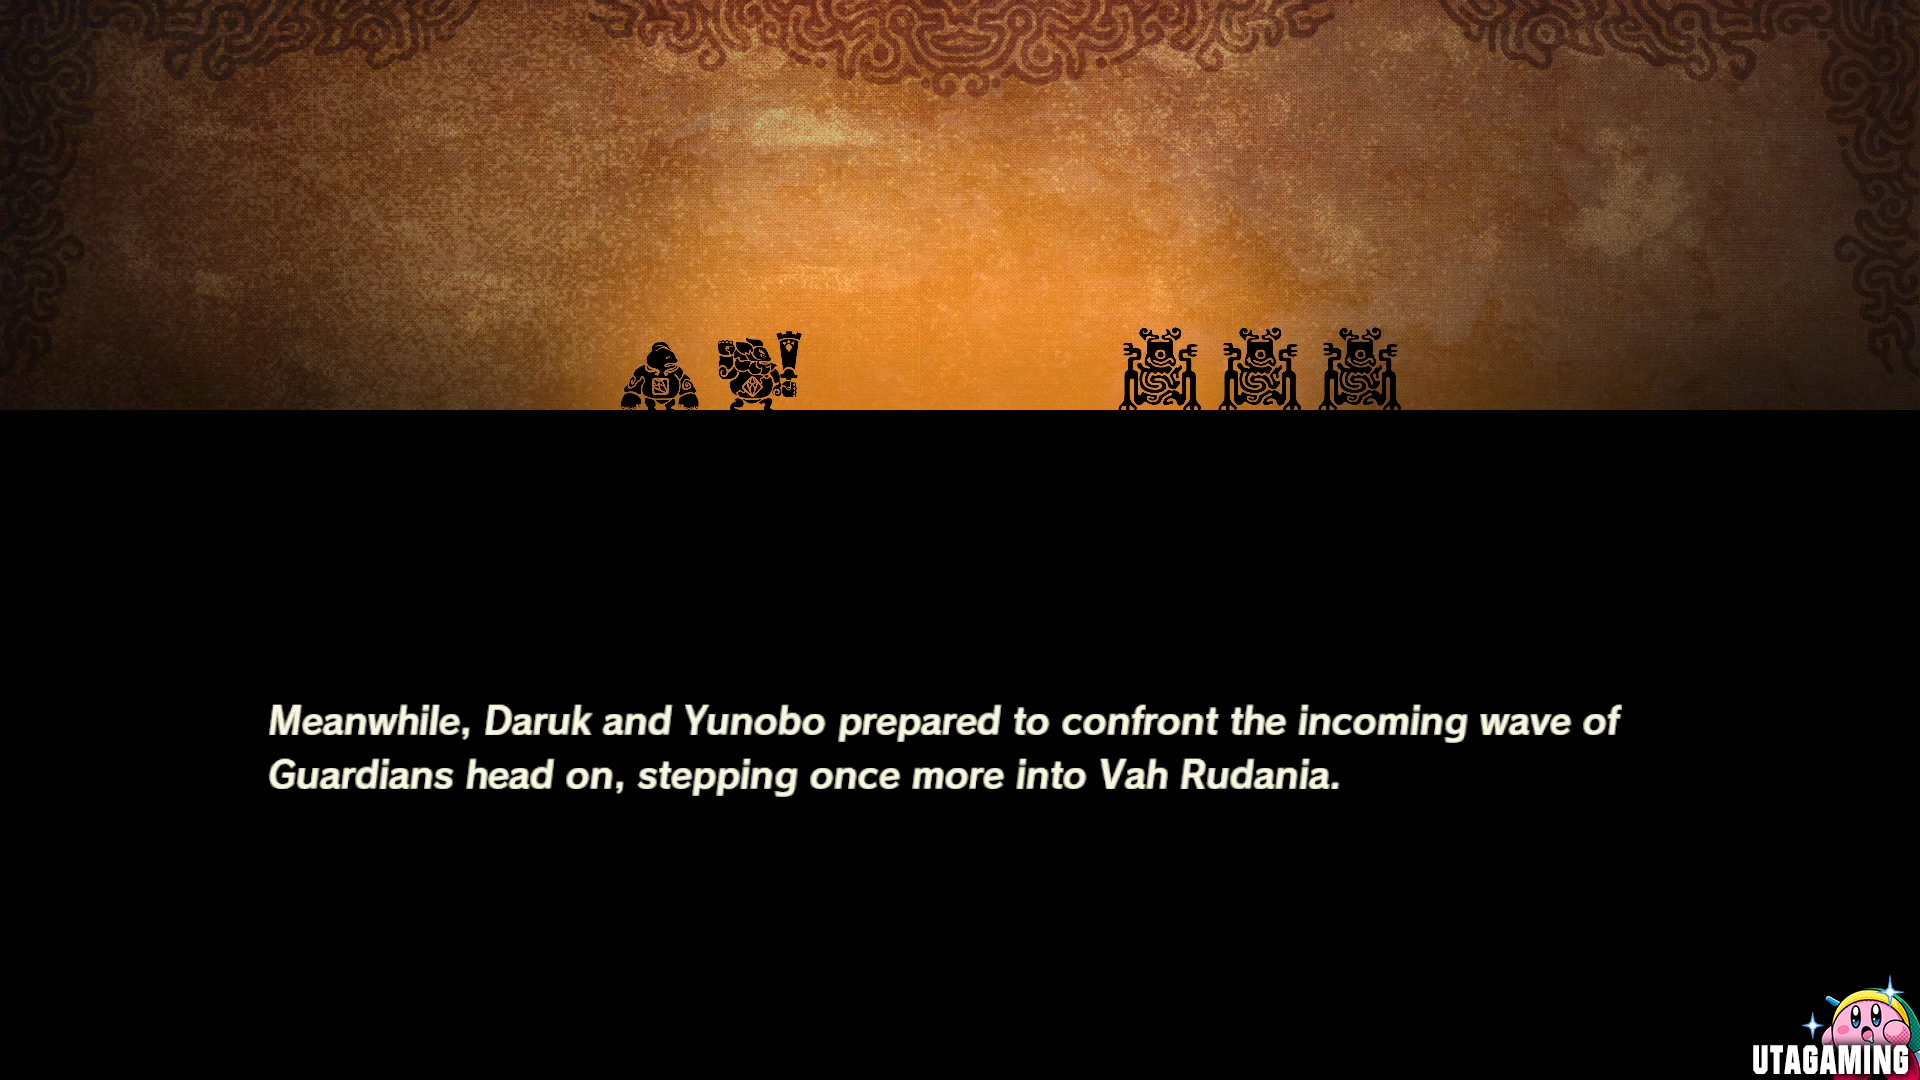 Meanwhile, Daruk and Yunobo prepared to confront the incoming wave of
Guardians head on, stepping once more into Vah Rudania.
UTAGAMING